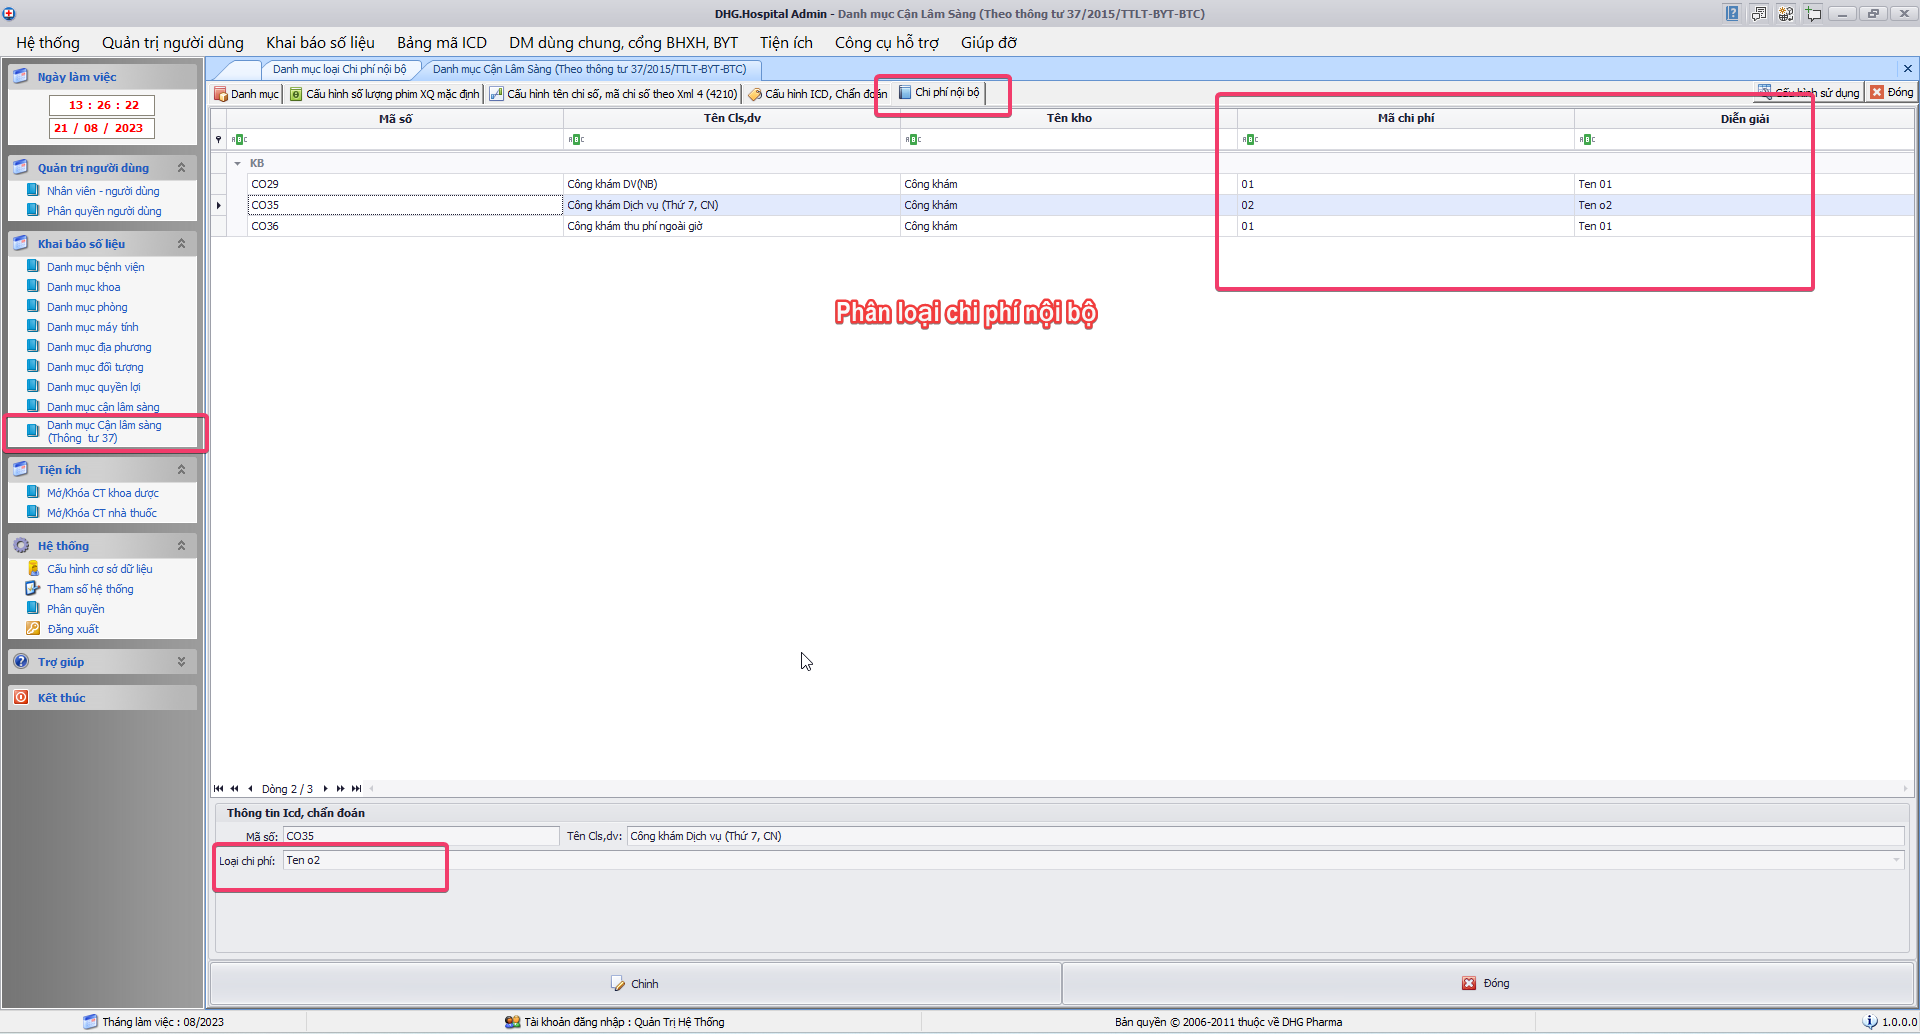 DHG.Hospital Admin - Danh mục Cận Lâm Sàng (Theo thông tư 37/2015/TTLT-BYT-BTC)
Hệ thống Quản trị người dùng Khai báo số liệu Bảng mã ICD DM dùng chung, cổng BHXH, BYT Tiện ích Công cụ hỗ trợ Giúp đỡ
Ngày làm việc
13 : 26 : 22
21 / 08 / 2023
Quản trị người dùng
Nhân viên - người dùng
Phân quyền người dùng
Khai báo số liệu
Danh mục bệnh viện
Danh mục khoa
Danh mục phòng
Danh mục máy tính
Danh mục địa phương
Danh mục đối tượng
Danh mục quyền lợi
Danh mục cận lâm sàng
Danh mục Cận lâm sàng
(Thông tư 37)
Tiện ích
Mở/Khóa CT khoa dược
Mở/Khóa CT nhà thuốc
Hệ thống
Cấu hình cơ sở dữ liệu
Tham số hệ thống
Phân quyền
Đăng xuất
Trợ giúp
Kết thúc
Danh mục loại Chi phí nội bộ Danh mục Cận Lâm Sàng (Theo thông tư 37/2015/TTLT-BYT-BTC)
Danh mục Cấu hình số lượng phim XQ mặc định Cấu hình tên chi số, mã chi số theo Xml 4 (4210) Cấu hình ICD, Chẩn đoán Chi phí nội bộ Cấu hình sử dụng Đóng
Mã số Tên Cls,dv Tên kho Mã chi phí Diễn giải
ABC ABC ABC ABC ABC
KB
CO29 Công khám DV(NB) Công khám 01 Ten 01
CO35 Công khám Dịch vụ (Thứ 7, CN) Công khám 02 Ten o2
CO36 Công khám thu phí ngoài giờ Công khám 01 Ten 01
Phân loại chi phí nội bộ
Dòng 2 / 3
Thông tin Icd, chẩn đoán
Mã số: CO35 Tên Cls,dv: Công khám Dịch vụ (Thứ 7, CN)
Loại chi phí: Ten o2
Chỉnh Đóng
Tháng làm việc : 08/2023 Tài khoản đăng nhập : Quản Trị Hệ Thống Bản quyền © 2006-2011 thuộc về DHG Pharma 1.0.0.0